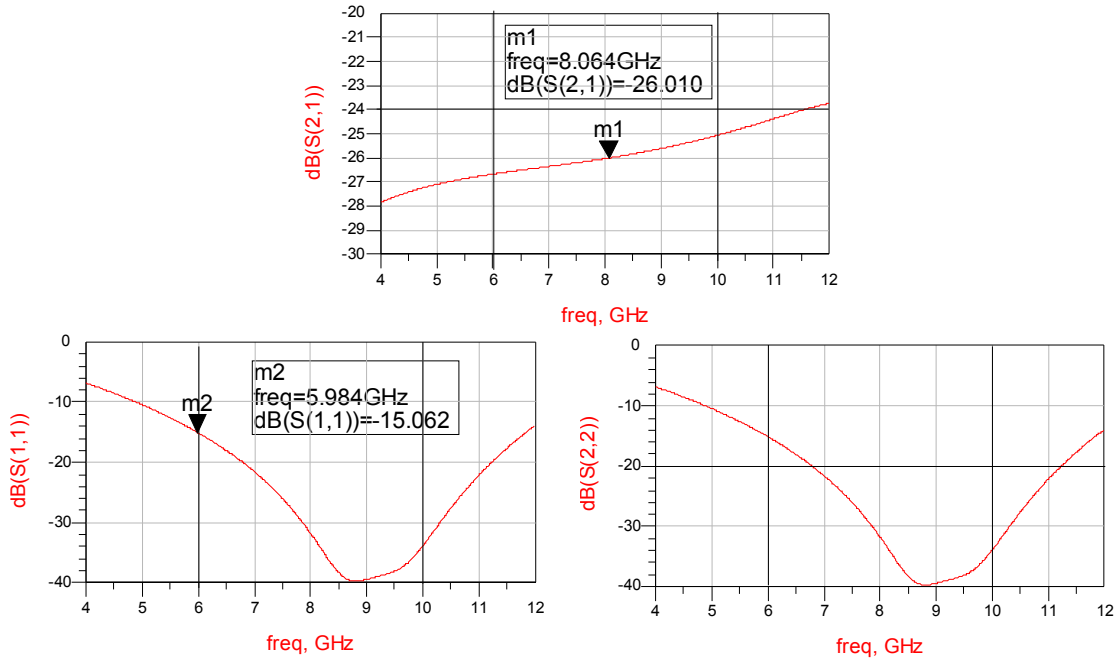 -20
-21
-22
-23
-24
-25
-26
-27
-28
-29
-30
dB(S(2,1))
m1
freq=8.064GHz
dB(S(2,1))=-26.010
m1
4 5 6 7 8 9 10 11 12
freq, GHz
0
-10
-20
-30
-40
dB(S(1,1))
m2
freq=5.984GHz
dB(S(1,1))=-15.062
m2
4 5 6 7 8 9 10 11 12
freq, GHz
0
-10
-20
-30
-40
dB(S(2,2))
4 5 6 7 8 9 10 11 12
freq, GHz